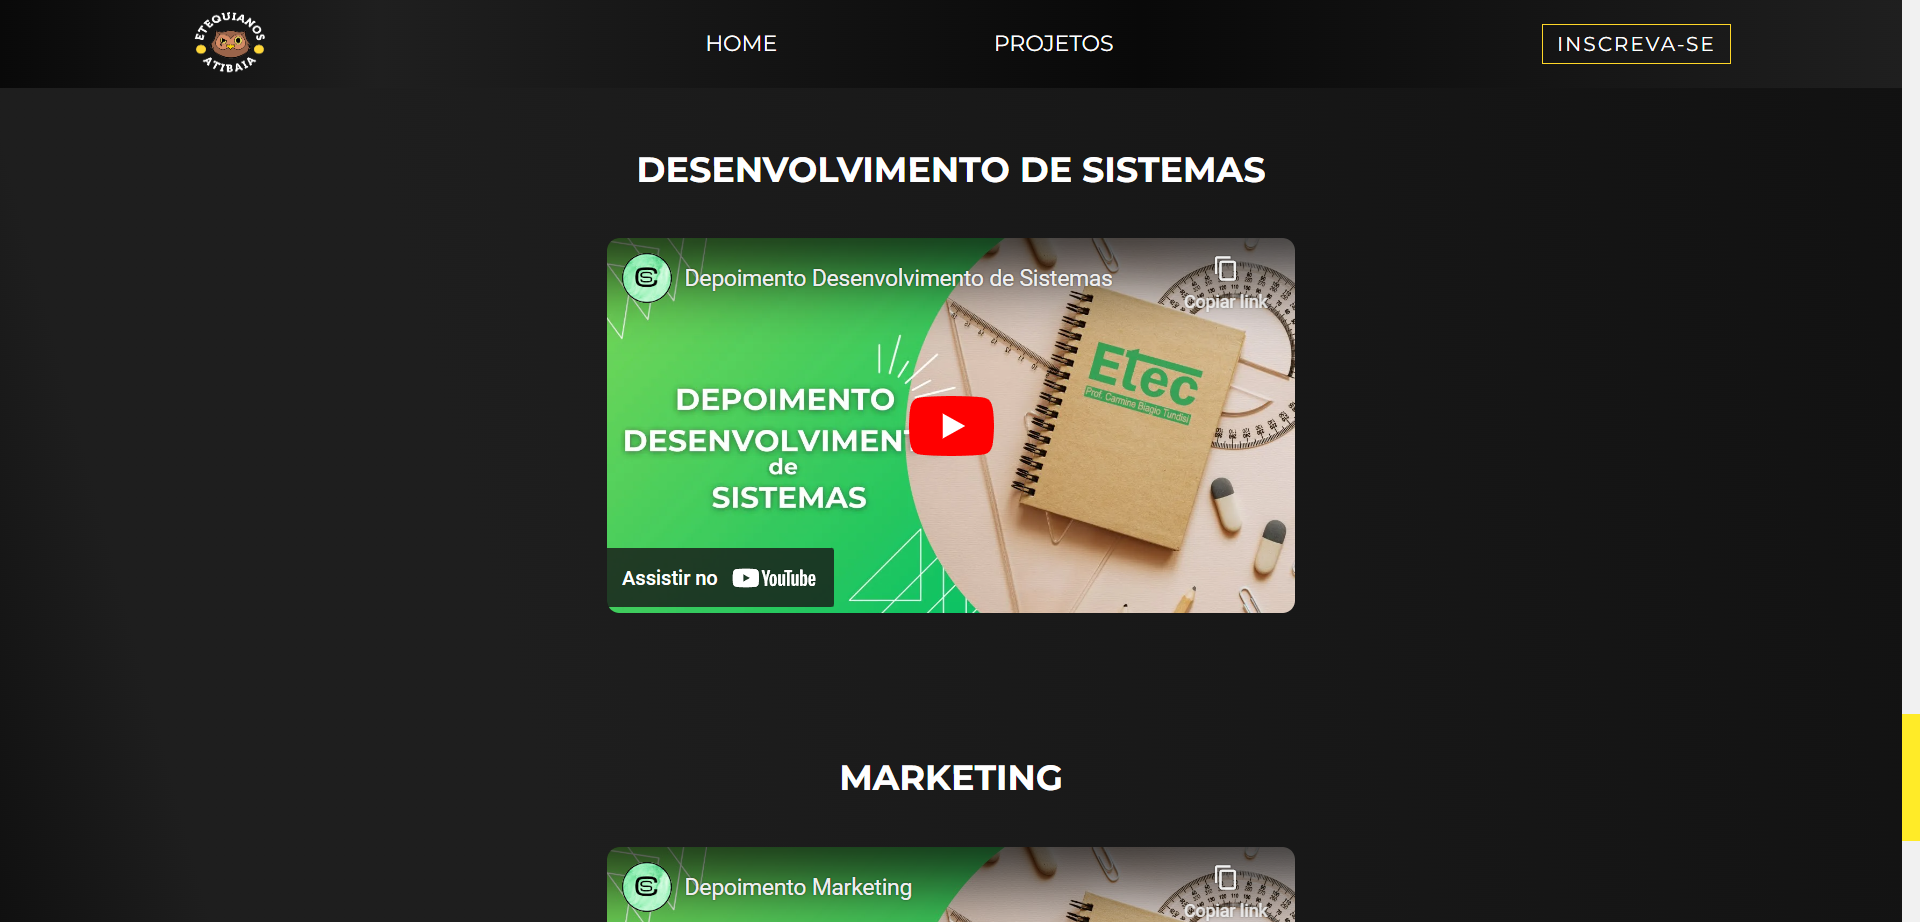 ETEQUIANOS
ATIBAIA
HOME
PROJETOS
INSCREVA-SE
DESENVOLVIMENTO DE SISTEMAS
Depoimento Desenvolvimento de Sistemas
Copiar link
Etec
Prof. Carmine Biagio Tundisi
DEPOIMENTO
DESENVOLVIMENT
de
SISTEMAS
Assistir no YouTube
MARKETING
Depoimento Marketing
Copiar link